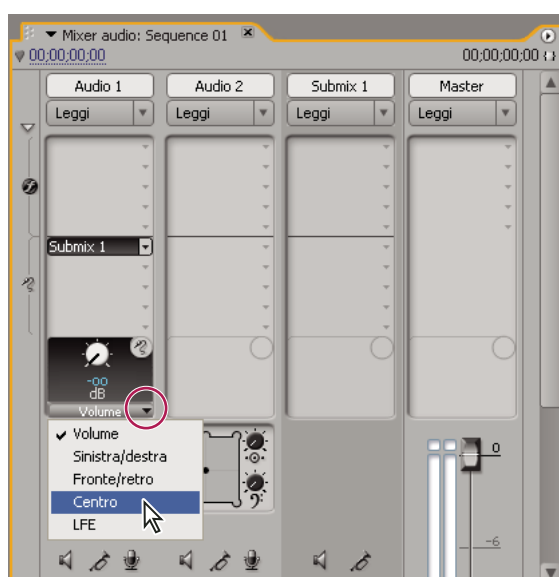 Mixer audio: Sequence 01
00;00;00;00 00;00;00;00
Audio 1 Audio 2 Submix 1 Master
Leggi Leggi Leggi Leggi
Submix 1
-oo
dB
Volume
Volume
Sinistra/destra
Fronte/retro
Centro
LFE
0
-6